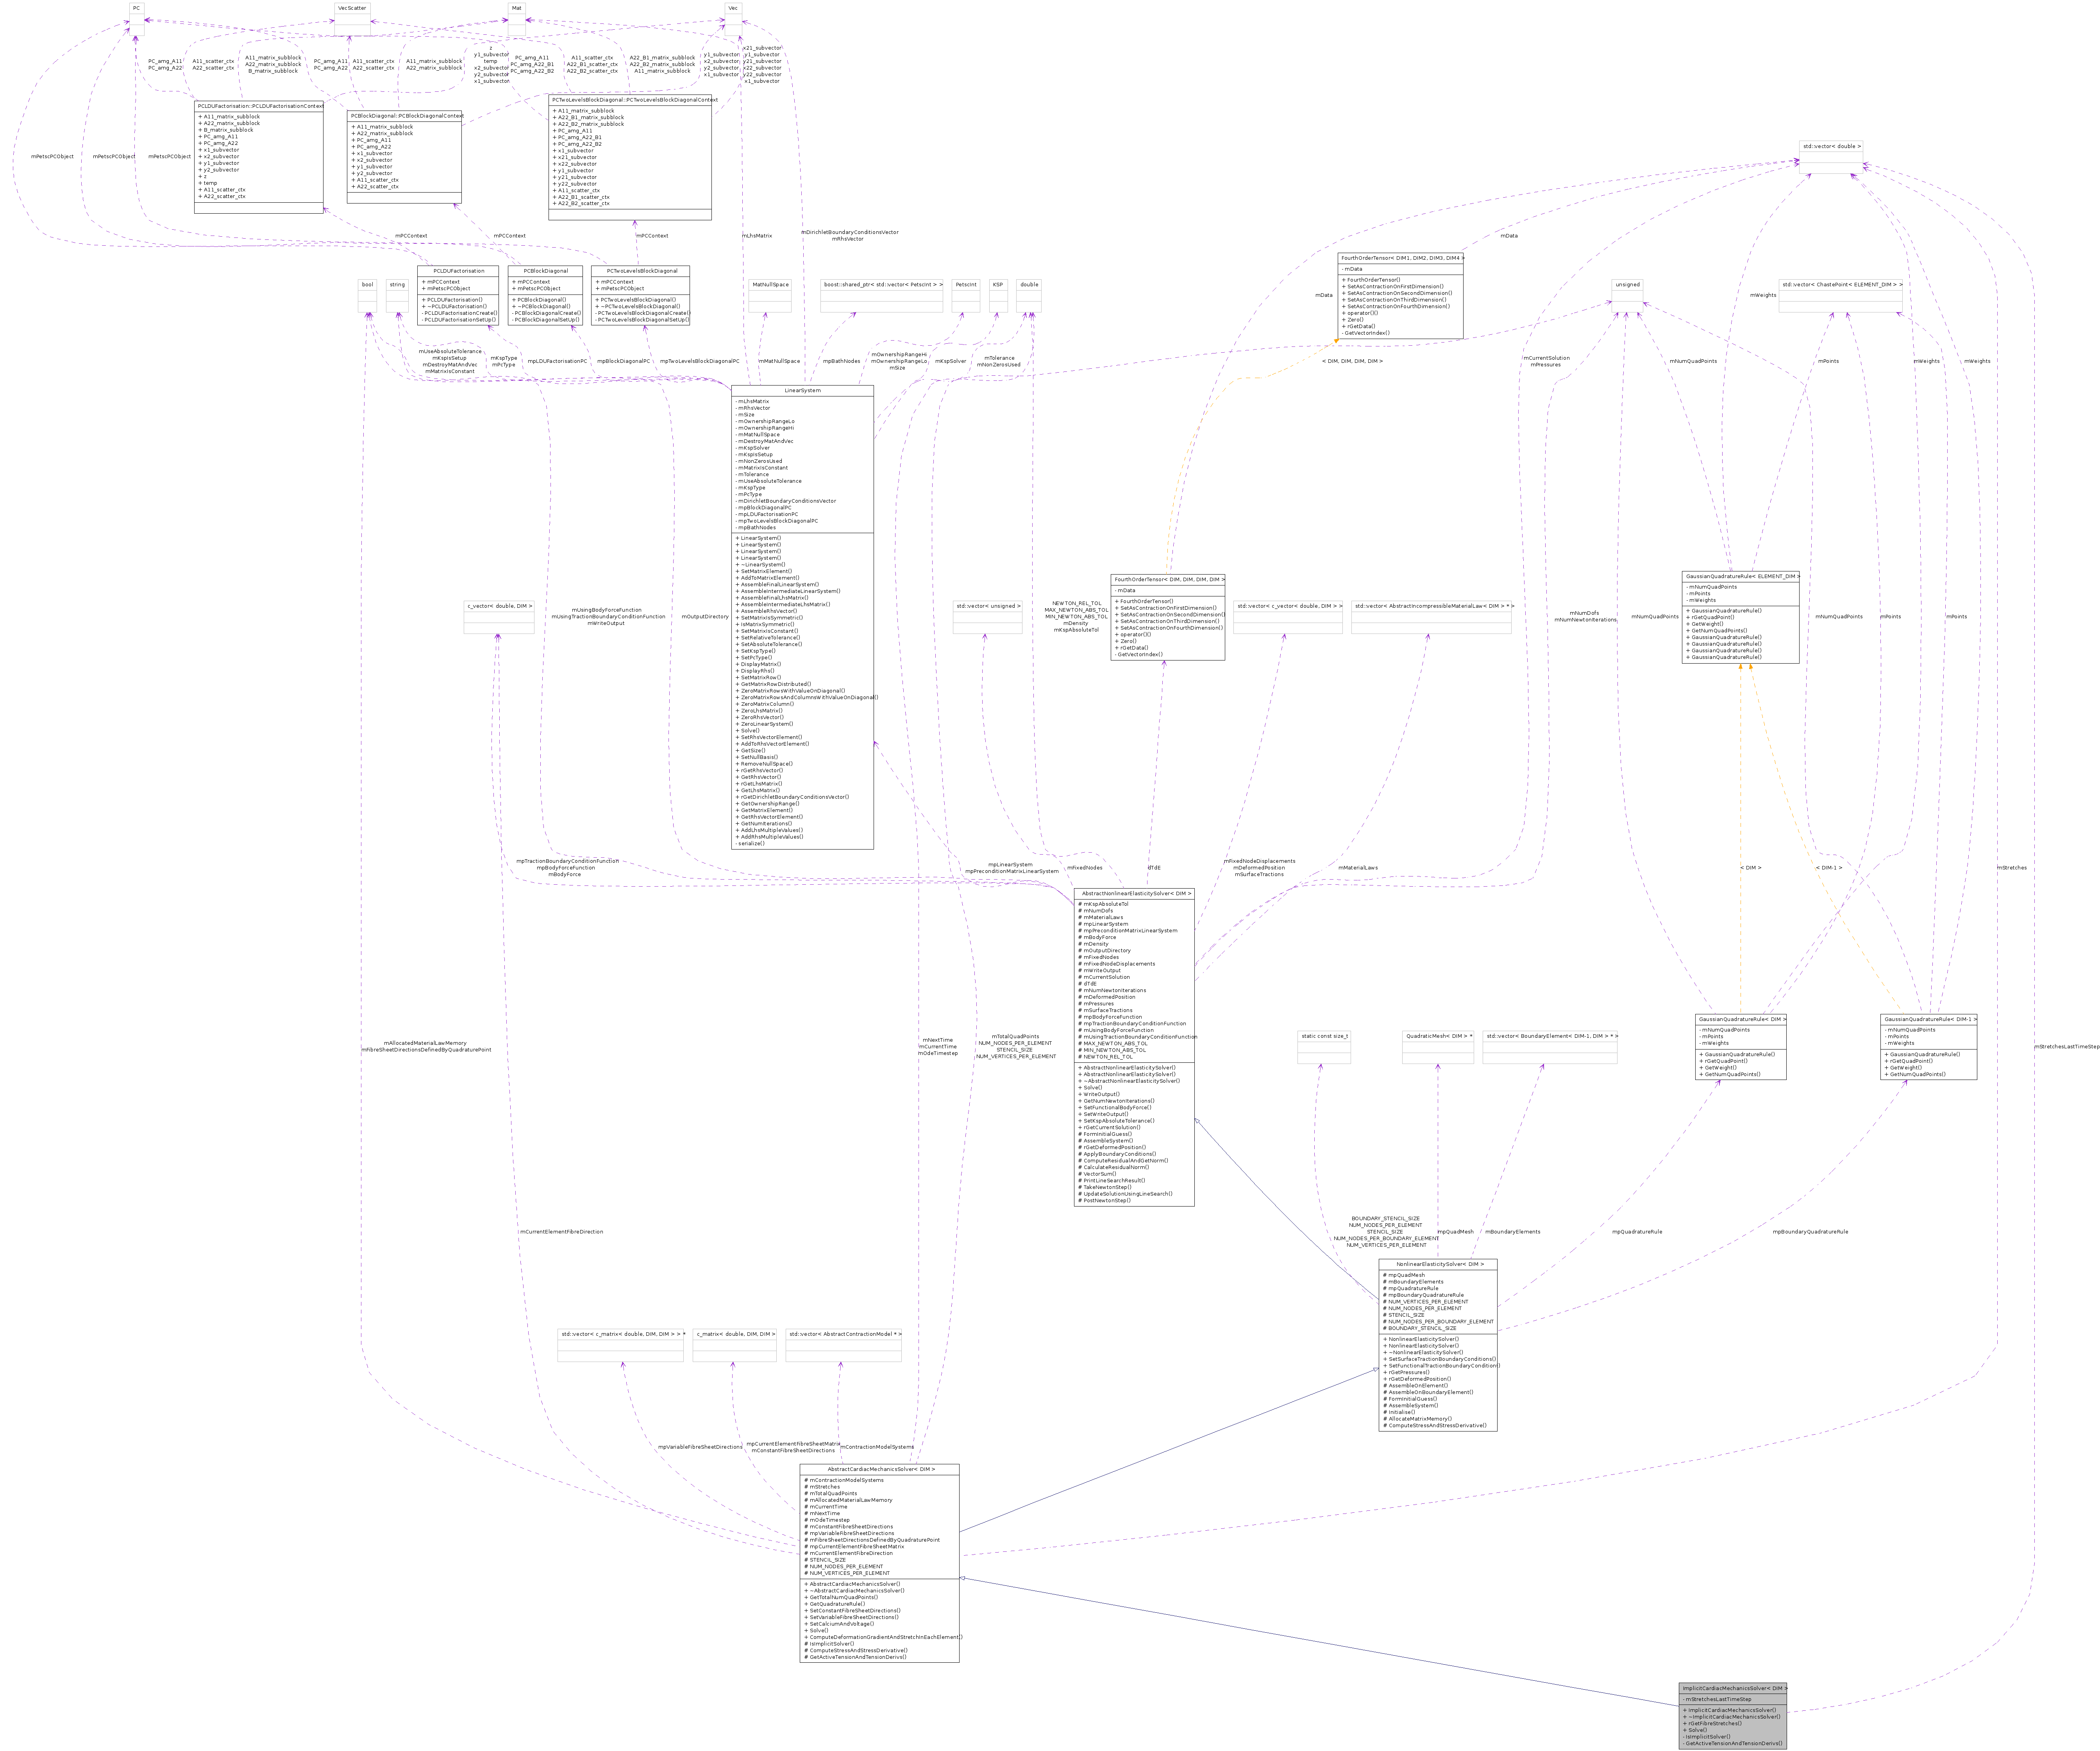 PC
VecScatter
Mat
Vec
PC_amg_A11
PC_amg_A22
A11_scatter_ctx
A22_scatter_ctx
A11_matrix_subblock
A22_matrix_subblock
B_matrix_subblock
PC_amg_A11
PC_amg_A22
A11_scatter_ctx
A22_scatter_ctx
A11_matrix_subblock
A22_matrix_subblock
z
y1_subvector
temp
x2_subvector
y2_subvector
x1_subvector
PC_amg_A11
PC_amg_A22_B1
PC_amg_A22_B2
A11_scatter_ctx
A22_B1_scatter_ctx
A22_B2_scatter_ctx
A22_B1_matrix_subblock
A22_B2_matrix_subblock
A11_matrix_subblock
y1_subvector
x2_subvector
y2_subvector
x1_subvector
x21_subvector
y1_subvector
y21_subvector
x22_subvector
y22_subvector
x1_subvector
mPetscPCObject
mPetscPCObject
mPetscPCObject
PCLDUFactorisation::PCLDUFactorisationContext
+ A11_matrix_subblock
+ A22_matrix_subblock
+ B_matrix_subblock
+ PC_amg_A11
+ PC_amg_A22
+ x1_subvector
+ x2_subvector
+ y1_subvector
+ y2_subvector
+ z
+ temp
+ A11_scatter_ctx
+ A22_scatter_ctx
PCBlockDiagonal::PCBlockDiagonalContext
+ A11_matrix_subblock
+ A22_matrix_subblock
+ PC_amg_A11
+ PC_amg_A22
+ x1_subvector
+ x2_subvector
+ y1_subvector
+ y2_subvector
+ A11_scatter_ctx
+ A22_scatter_ctx
PCTwoLevelsBlockDiagonal::PCTwoLevelsBlockDiagonalContext
+ A11_matrix_subblock
+ A22_B1_matrix_subblock
+ A22_B2_matrix_subblock
+ PC_amg_A11
+ PC_amg_A22_B1
+ PC_amg_A22_B2
+ x1_subvector
+ x21_subvector
+ x22_subvector
+ y1_subvector
+ y21_subvector
+ y22_subvector
+ A11_scatter_ctx
+ A22_B1_scatter_ctx
+ A22_B2_scatter_ctx
std::vector< double >
mPCContext
mPCContext
mPCContext
mLhsMatrix
mDirichletBoundaryConditionsVector
mRhsVector
mData
bool
string
PCLDUFactorisation
+ mPCContext
+ mPetscPCObject
+ PCLDUFactorisation()
+ ~PCLDUFactorisation()
- PCLDUFactorisationCreate()
- PCLDUFactorisationSetUp()
PCBlockDiagonal
+ mPCContext
+ mPetscPCObject
+ PCBlockDiagonal()
+ ~PCBlockDiagonal()
- PCBlockDiagonalCreate()
- PCBlockDiagonalSetUp()
PCTwoLevelsBlockDiagonal
+ mPCContext
+ mPetscPCObject
+ PCTwoLevelsBlockDiagonal()
+ ~PCTwoLevelsBlockDiagonal()
- PCTwoLevelsBlockDiagonalCreate()
- PCTwoLevelsBlockDiagonalSetUp()
MatNullSpace
boost::shared_ptr< std::vector< PetscInt > >
PetscInt
KSP
double
FourthOrderTensor< DIM1, DIM2, DIM3, DIM4 >
- mData
+ FourthOrderTensor()
+ SetAsContractionOnFirstDimension()
+ SetAsContractionOnSecondDimension()
+ SetAsContractionOnThirdDimension()
+ SetAsContractionOnFourthDimension()
+ operator()()
+ Zero()
+ rGetData()
- GetVectorIndex()
unsigned
std::vector< ChastePoint< ELEMENT_DIM > >
mData
mWeights
mUseAbsoluteTolerance
mKspIsSetup
mDestroyMatAndVec
mMatrixIsConstant
mKspType
mPcType
mpLDUFactorisationPC
mpBlockDiagonalPC
mpTwoLevelsBlockDiagonalPC
mMatNullSpace
mpBathNodes
mOwnershipRangeHi
mOwnershipRangeLo
mSize
mKspSolver
mTolerance
mNonZerosUsed
< DIM, DIM, DIM, DIM >
mCurrentSolution
mPressures
mNumQuadPoints
mPoints
mWeights
mWeights
LinearSystem
- mLhsMatrix
- mRhsVector
- mSize
- mOwnershipRangeLo
- mOwnershipRangeHi
- mMatNullSpace
- mDestroyMatAndVec
- mKspSolver
- mKspIsSetup
- mNonZerosUsed
- mMatrixIsConstant
- mTolerance
- mUseAbsoluteTolerance
- mKspType
- mPcType
- mDirichletBoundaryConditionsVector
- mpBlockDiagonalPC
- mpLDUFactorisationPC
- mpTwoLevelsBlockDiagonalPC
- mpBathNodes
+ LinearSystem()
+ LinearSystem()
+ LinearSystem()
+ LinearSystem()
+ ~LinearSystem()
+ SetMatrixElement()
+ AddToMatrixElement()
+ AssembleFinalLinearSystem()
+ AssembleIntermediateLinearSystem()
+ AssembleFinalLhsMatrix()
+ AssembleIntermediateLhsMatrix()
+ AssembleRhsVector()
+ SetMatrixIsSymmetric()
+ IsMatrixSymmetric()
+ SetMatrixIsConstant()
+ SetRelativeTolerance()
+ SetAbsoluteTolerance()
+ SetKspType()
+ SetPcType()
+ DisplayMatrix()
+ DisplayRhs()
+ SetMatrixRow()
+ GetMatrixRowDistributed()
+ ZeroMatrixRowsWithValueOnDiagonal()
+ ZeroMatrixRowsAndColumnsWithValueOnDiagonal()
+ ZeroMatrixColumn()
+ ZeroLhsMatrix()
+ ZeroRhsVector()
+ ZeroLinearSystem()
+ Solve()
+ SetRhsVectorElement()
+ AddToRhsVectorElement()
+ GetSize()
+ SetNullBasis()
+ RemoveNullSpace()
+ rGetRhsVector()
+ GetRhsVector()
+ rGetLhsMatrix()
+ GetLhsMatrix()
+ rGetDirichletBoundaryConditionsVector()
+ GetOwnershipRange()
+ GetMatrixElement()
+ GetRhsVectorElement()
+ GetNumIterations()
+ AddLhsMultipleValues()
+ AddRhsMultipleValues()
- serialize()
FourthOrderTensor< DIM, DIM, DIM, DIM >
- mData
+ FourthOrderTensor()
+ SetAsContractionOnFirstDimension()
+ SetAsContractionOnSecondDimension()
+ SetAsContractionOnThirdDimension()
+ SetAsContractionOnFourthDimension()
+ operator()()
+ Zero()
+ rGetData()
- GetVectorIndex()
GaussianQuadratureRule< ELEMENT_DIM >
- mNumQuadPoints
- mPoints
- mWeights
+ GaussianQuadratureRule()
+ rGetQuadPoint()
+ GetWeight()
+ GetNumQuadPoints()
+ GaussianQuadratureRule()
+ GaussianQuadratureRule()
+ GaussianQuadratureRule()
+ GaussianQuadratureRule()
c_vector< double, DIM >
mUsingBodyForceFunction
mUsingTractionBoundaryConditionFunction
mWriteOutput
mOutputDirectory
std::vector< unsigned >
NEWTON_REL_TOL
MAX_NEWTON_ABS_TOL
MIN_NEWTON_ABS_TOL
mDensity
mKspAbsoluteTol
std::vector< c_vector< double, DIM > >
std::vector< AbstractIncompressibleMaterialLaw< DIM > * >
mNumDofs
mNumNewtonIterations
mNumQuadPoints
mNumQuadPoints
mPoints
mPoints
mpTractionBoundaryConditionFunction
mpBodyForceFunction
mBodyForce
mpLinearSystem
mpPreconditionMatrixLinearSystem
mFixedNodes
dTdE
mFixedNodeDisplacements
mDeformedPosition
mSurfaceTractions
mMaterialLaws
< DIM >
< DIM-1 >
mStretches
AbstractNonlinearElasticitySolver< DIM >
# mKspAbsoluteTol
# mNumDofs
# mMaterialLaws
# mpLinearSystem
# mpPreconditionMatrixLinearSystem
# mBodyForce
# mDensity
# mOutputDirectory
# mFixedNodes
# mFixedNodeDisplacements
# mWriteOutput
# mCurrentSolution
# dTdE
# mNumNewtonIterations
# mDeformedPosition
# mPressures
# mSurfaceTractions
# mpBodyForceFunction
# mpTractionBoundaryConditionFunction
# mUsingBodyForceFunction
# mUsingTractionBoundaryConditionFunction
# MAX_NEWTON_ABS_TOL
# MIN_NEWTON_ABS_TOL
# NEWTON_REL_TOL
+ AbstractNonlinearElasticitySolver()
+ AbstractNonlinearElasticitySolver()
+ ~AbstractNonlinearElasticitySolver()
+ Solve()
+ WriteOutput()
+ GetNumNewtonIterations()
+ SetFunctionalBodyForce()
+ SetWriteOutput()
+ SetKspAbsoluteTolerance()
+ rGetCurrentSolution()
# FormInitialGuess()
# AssembleSystem()
# rGetDeformedPosition()
# ApplyBoundaryConditions()
# ComputeResidualAndGetNorm()
# CalculateResidualNorm()
# VectorSum()
# PrintLineSearchResult()
# TakeNewtonStep()
# UpdateSolutionUsingLineSearch()
# PostNewtonStep()
mAllocatedMaterialLawMemory
mFibreSheetDirectionsDefinedByQuadraturePoint
mNextTime
mCurrentTime
mOdeTimestep
mTotalQuadPoints
NUM_NODES_PER_ELEMENT
STENCIL_SIZE
NUM_VERTICES_PER_ELEMENT
static const size_t
QuadraticMesh< DIM > *
std::vector< BoundaryElement< DIM-1, DIM > * >
GaussianQuadratureRule< DIM >
- mNumQuadPoints
- mPoints
- mWeights
+ GaussianQuadratureRule()
+ rGetQuadPoint()
+ GetWeight()
+ GetNumQuadPoints()
GaussianQuadratureRule< DIM-1 >
- mNumQuadPoints
- mPoints
- mWeights
+ GaussianQuadratureRule()
+ rGetQuadPoint()
+ GetWeight()
+ GetNumQuadPoints()
mStretchesLastTimeStep
mCurrentElementFibreDirection
BOUNDARY_STENCIL_SIZE
NUM_NODES_PER_ELEMENT
STENCIL_SIZE
NUM_NODES_PER_BOUNDARY_ELEMENT
NUM_VERTICES_PER_ELEMENT
mpQuadMesh
mBoundaryElements
mpQuadratureRule
mpBoundaryQuadratureRule
NonlinearElasticitySolver< DIM >
# mpQuadMesh
# mBoundaryElements
# mpQuadratureRule
# mpBoundaryQuadratureRule
# NUM_VERTICES_PER_ELEMENT
# NUM_NODES_PER_ELEMENT
# STENCIL_SIZE
# NUM_NODES_PER_BOUNDARY_ELEMENT
# BOUNDARY_STENCIL_SIZE
+ NonlinearElasticitySolver()
+ NonlinearElasticitySolver()
+ ~NonlinearElasticitySolver()
+ SetSurfaceTractionBoundaryConditions()
+ SetFunctionalTractionBoundaryCondition()
+ rGetPressures()
+ rGetDeformedPosition()
# AssembleOnElement()
# AssembleOnBoundaryElement()
# FormInitialGuess()
# AssembleSystem()
# Initialise()
# AllocateMatrixMemory()
# ComputeStressAndStressDerivative()
std::vector< c_matrix< double, DIM, DIM > > *
c_matrix< double, DIM, DIM >
std::vector< AbstractContractionModel * >
mpVariableFibreSheetDirections
mpCurrentElementFibreSheetMatrix
mConstantFibreSheetDirections
mContractionModelSystems
AbstractCardiacMechanicsSolver< DIM >
# mContractionModelSystems
# mStretches
# mTotalQuadPoints
# mAllocatedMaterialLawMemory
# mCurrentTime
# mNextTime
# mOdeTimestep
# mConstantFibreSheetDirections
# mpVariableFibreSheetDirections
# mFibreSheetDirectionsDefinedByQuadraturePoint
# mpCurrentElementFibreSheetMatrix
# mCurrentElementFibreDirection
# STENCIL_SIZE
# NUM_NODES_PER_ELEMENT
# NUM_VERTICES_PER_ELEMENT
+ AbstractCardiacMechanicsSolver()
+ ~AbstractCardiacMechanicsSolver()
+ GetTotalNumQuadPoints()
+ GetQuadratureRule()
+ SetConstantFibreSheetDirections()
+ SetVariableFibreSheetDirections()
+ SetCalciumAndVoltage()
+ Solve()
+ ComputeDeformationGradientAndStretchInEachElement()
# IsImplicitSolver()
# ComputeStressAndStressDerivative()
# GetActiveTensionAndTensionDerivs()
ImplicitCardiacMechanicsSolver< DIM >
- mStretchesLastTimeStep
+ ImplicitCardiacMechanicsSolver()
+ ~ImplicitCardiacMechanicsSolver()
+ rGetFibreStretches()
+ Solve()
- IsImplicitSolver()
- GetActiveTensionAndTensionDerivs()